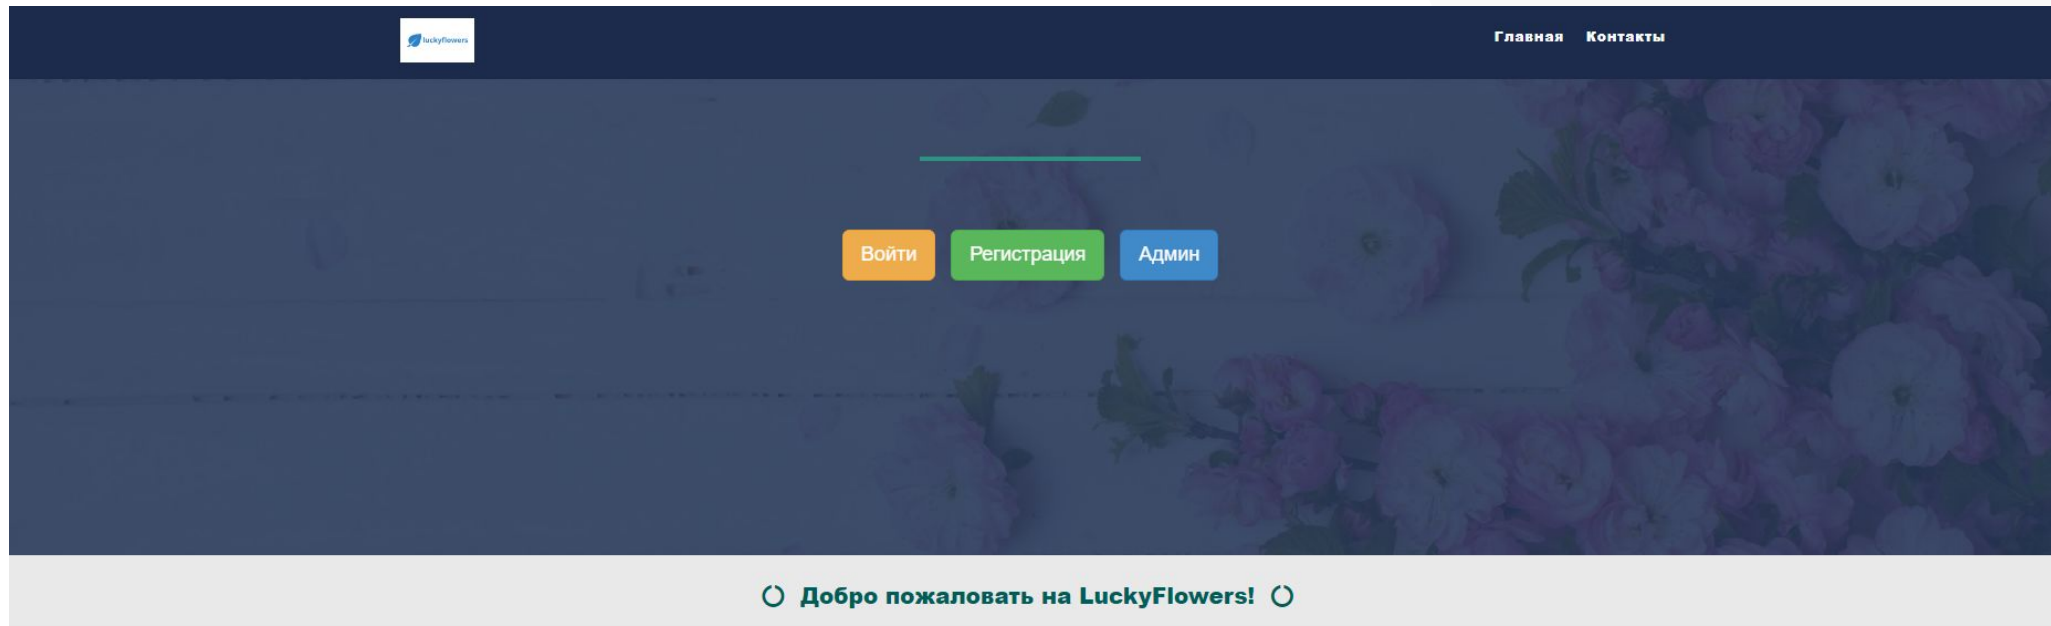 luckyflowers
Главная Контакты
Войти Регистрация Админ
Добро пожаловать на LuckyFlowers!